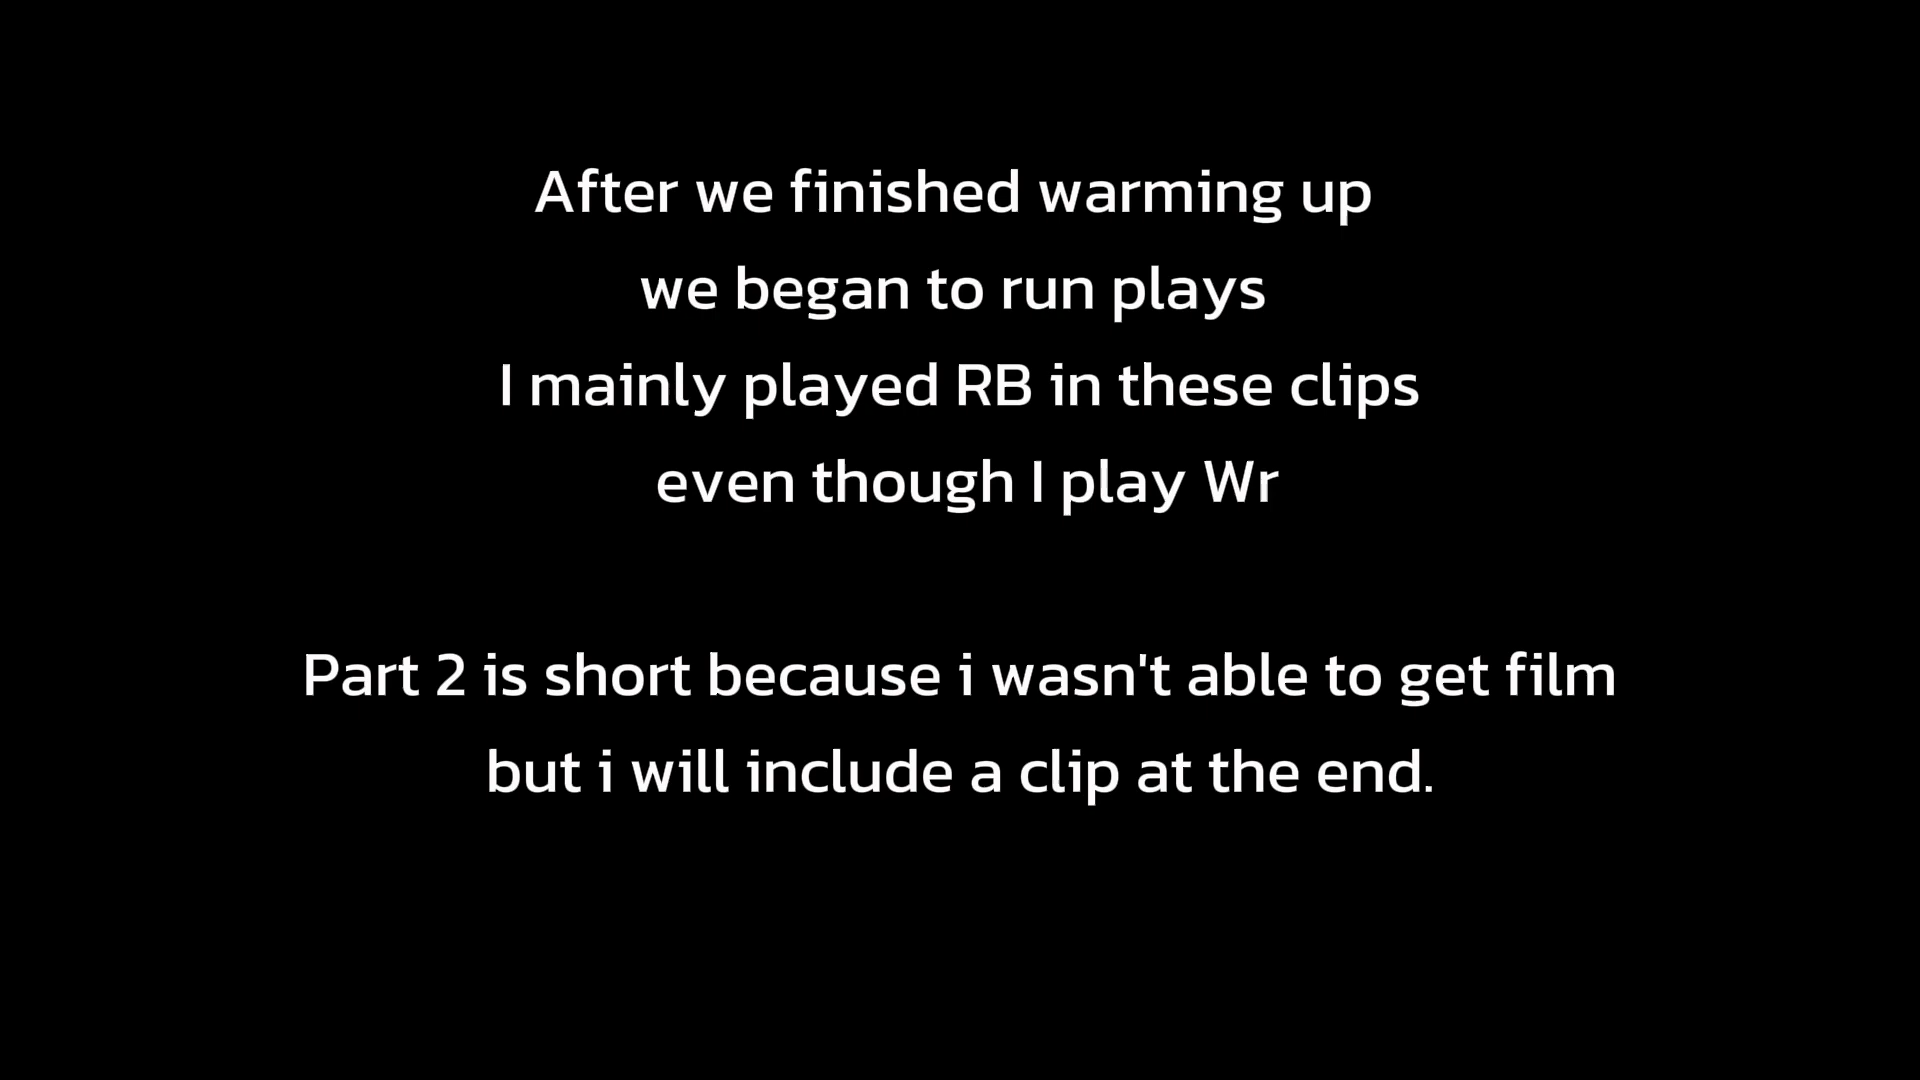 After we finished warming up
we began to run plays
I mainly played RB in these clips
even though I play Wr
Part 2 is short because i wasn't able to get film
but i will include a clip at the end.